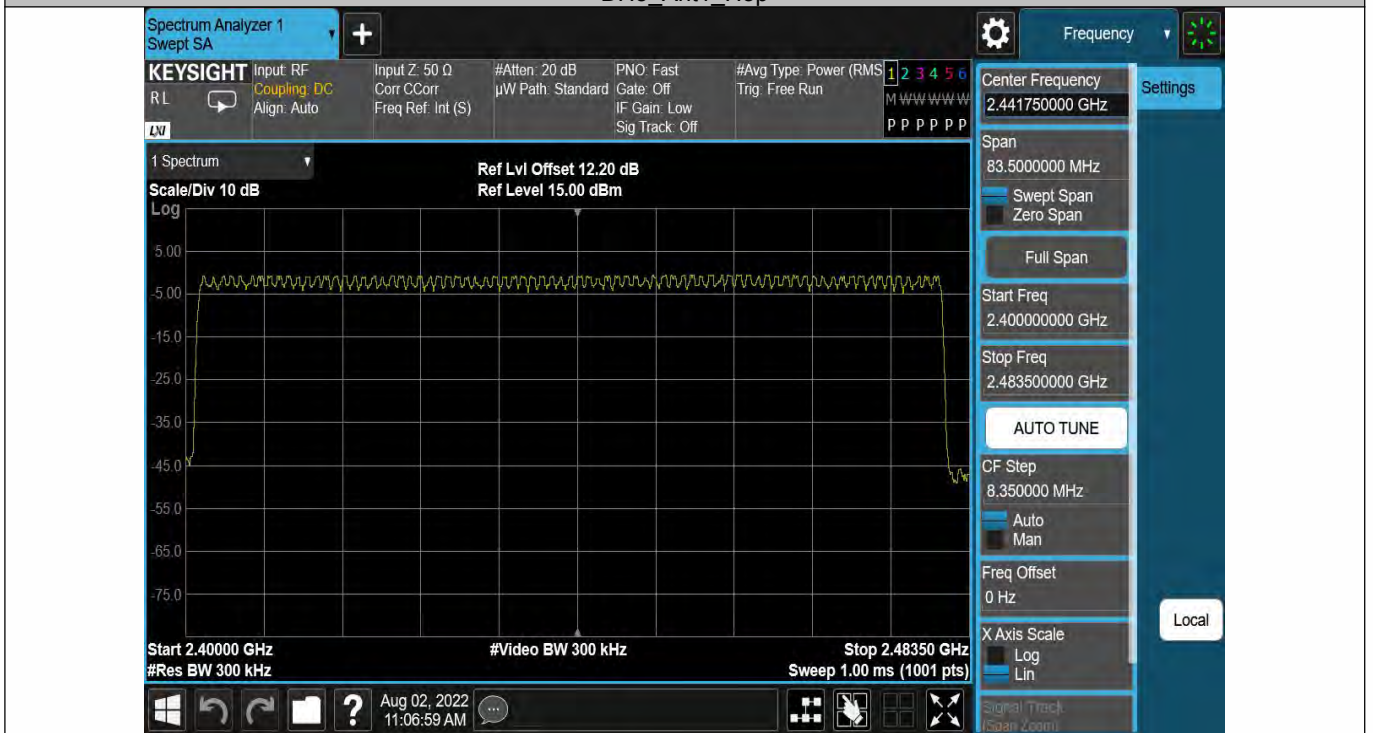 Spectrum Analyzer 1
Swept SA
+
Frequency
KEYSIGHT
RL
LXI
Input: RF
Coupling: DC
Align: Auto
Input Z: 50 Ω
Corr CCorr
Freq Ref: Int (S)
#Atten: 20 dB
µW Path: Standard
PNO: Fast
Gate: Off
IF Gain: Low
Sig Track: Off
#Avg Type: Power (RMS
Trig: Free Run
1 2 3 4 5 6
M W W W W W
P P P P P P
1 Spectrum
Scale/Div 10 dB
Ref Lvl Offset 12.20 dB
Ref Level 15.00 dBm
Log
5.00
-5.00
-15.0
-25.0
-35.0
-45.0
-55.0
-65.0
-75.0
Start 2.40000 GHz
#Res BW 300 kHz
#Video BW 300 kHz
Stop 2.48350 GHz
Sweep 1.00 ms (1001 pts)
Center Frequency
2.441750000 GHz
Settings
Span
83.5000000 MHz
Swept Span
Zero Span
Full Span
Start Freq
2.400000000 GHz
Stop Freq
2.483500000 GHz
AUTO TUNE
CF Step
8.350000 MHz
Auto
Man
Freq Offset
0 Hz
X Axis Scale
Log
Lin
Local
Signal Track
(Span Zoom)
?
Aug 02, 2022
11:06:59 AM